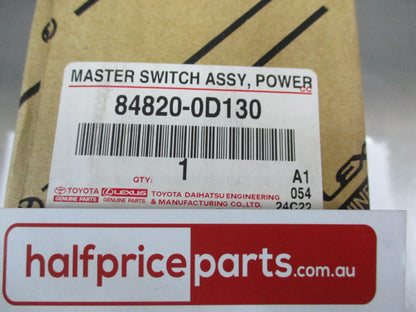 MASTER SWITCH ASSY, POWER
CC
84820-0D130
QTY: 1 A1
TOYOTA LEXUS TOYOTA DAIHATSU ENGINEERING 054
GENUINE PARTS GENUINE PARTS & MANUFACTURING CO., LTD. 24C22
halfpriceparts.com.au